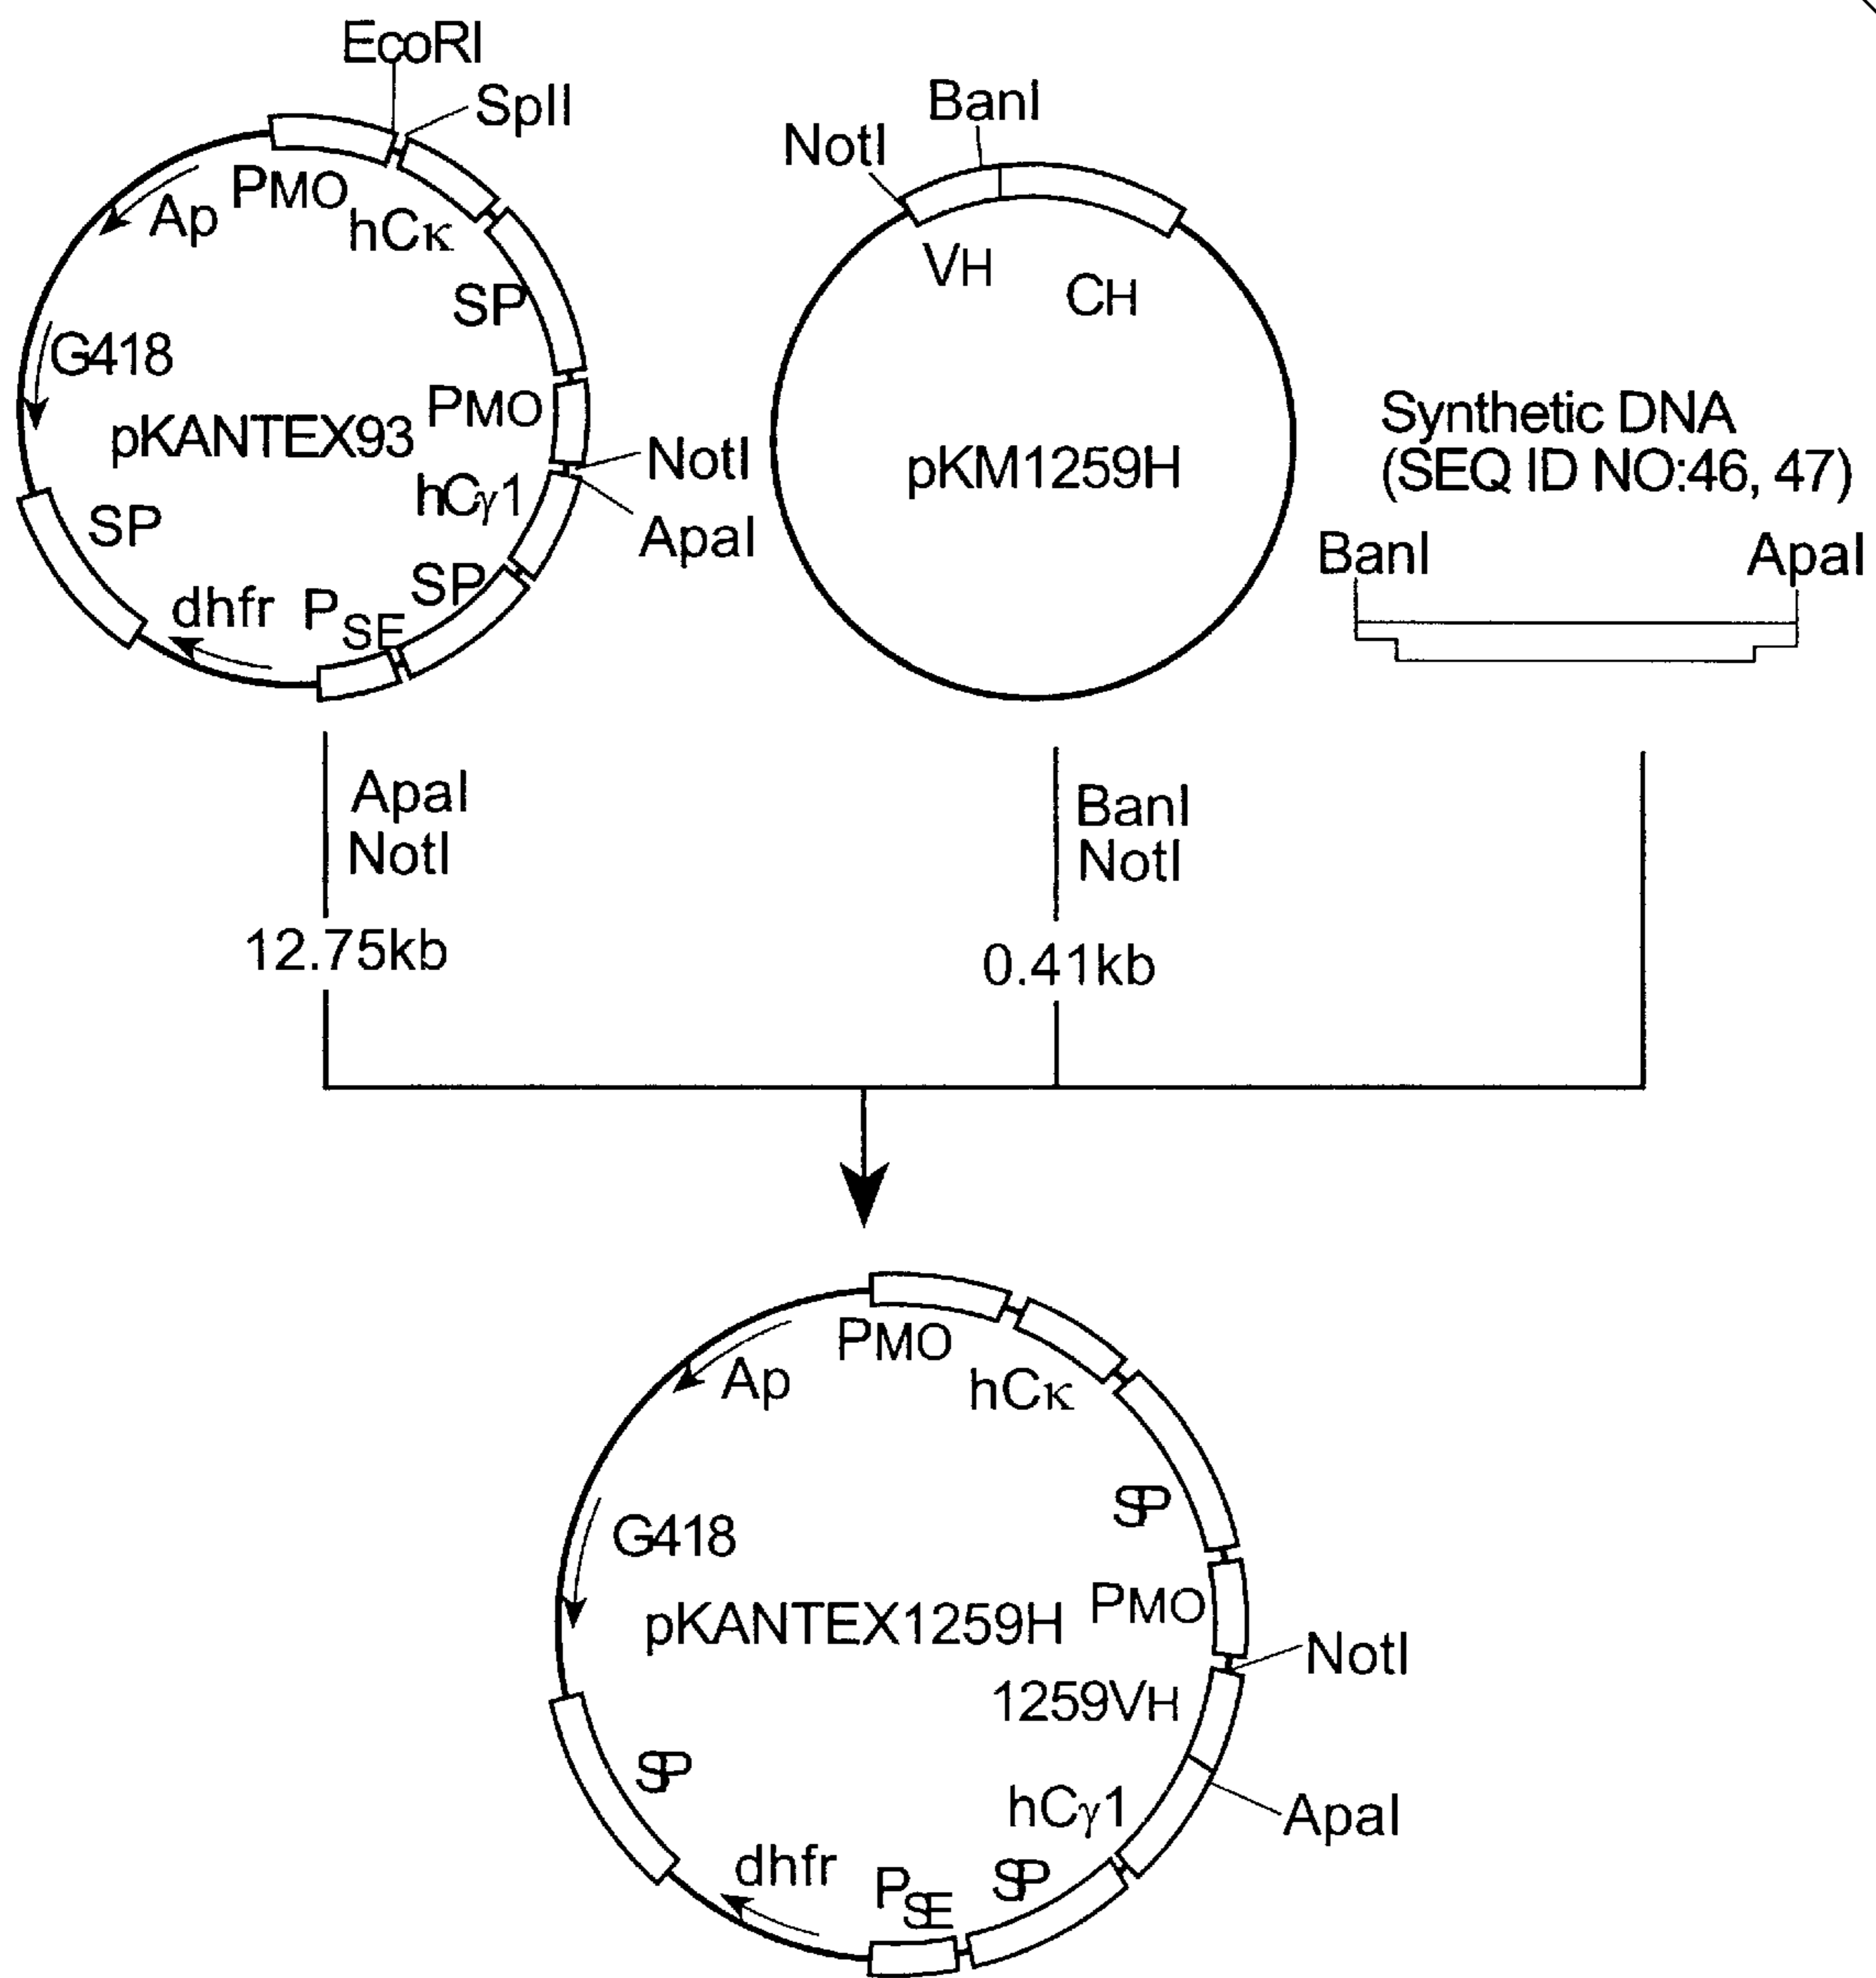 EcoRI
SplI
PMO
Ap
hCκ
SP
G418
pKANTEX93
PMO
NotI
hCγ1
ApaI
SP
SP
dhfr
PSE
BanI
NotI
VH
CH
pKM1259H
Synthetic DNA
(SEQ ID NO:46, 47)
BanI
ApaI
ApaI
NotI
12.75kb
BanI
NotI
0.41kb
PMO
Ap
hCκ
SP
G418
pKANTEX1259H
PMO
NotI
1259VH
SP
hCγ1
ApaI
dhfr
PSE
SP